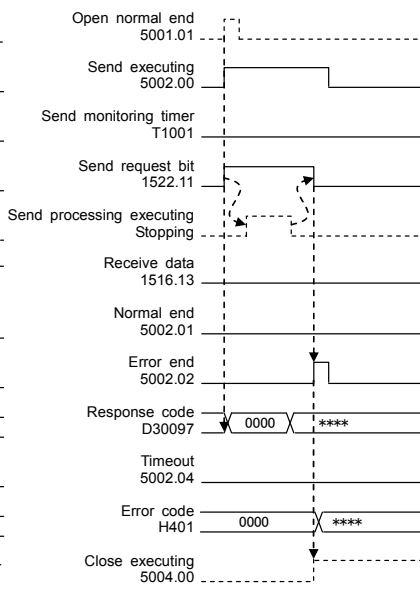 Open normal end
5001.01
Send executing
5002.00
Send monitoring timer
T1001
Send request bit
1522.11
Send processing executing
Stopping
Receive data
1516.13
Normal end
5002.01
Error end
5002.02
Response code
D30097
0000
****
Timeout
5002.04
Error code
H401
0000
****
Close executing
5004.00